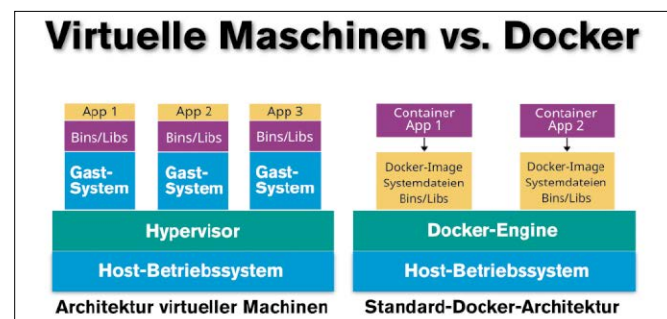 Virtuelle Maschinen vs. Docker
App 1
Bins/Libs
Gast-
System
App 2
Bins/Libs
Gast-
System
App 3
Bins/Libs
Gast-
System
Hypervisor
Host-Betriebssystem
Architektur virtueller Machinen
Container
App 1
Docker-Image
Systemdateien
Bins/Libs
Container
App 2
Docker-Image
Systemdateien
Bins/Libs
Docker-Engine
Host-Betriebssystem
Standard-Docker-Architektur